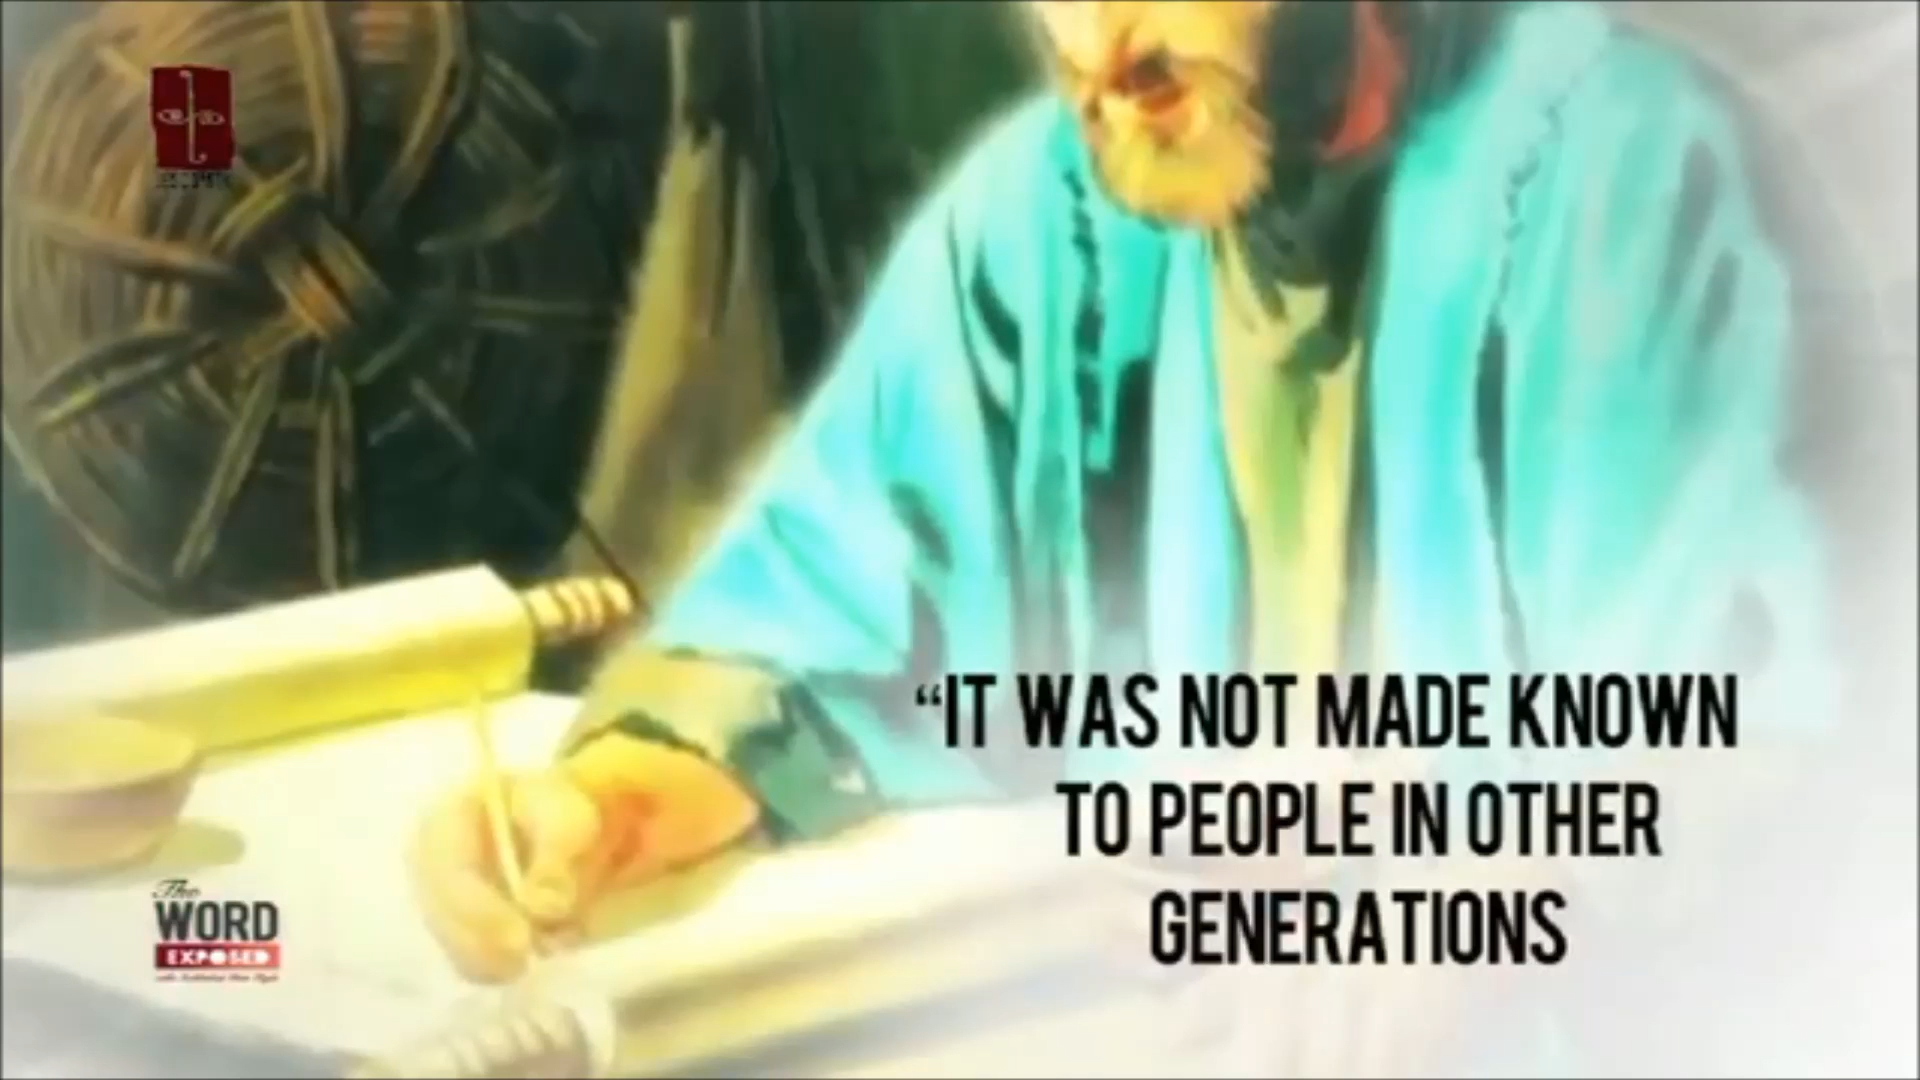 “IT WAS NOT MADE KNOWN
TO PEOPLE IN OTHER
GENERATIONS
The
WORD
EXPOSED